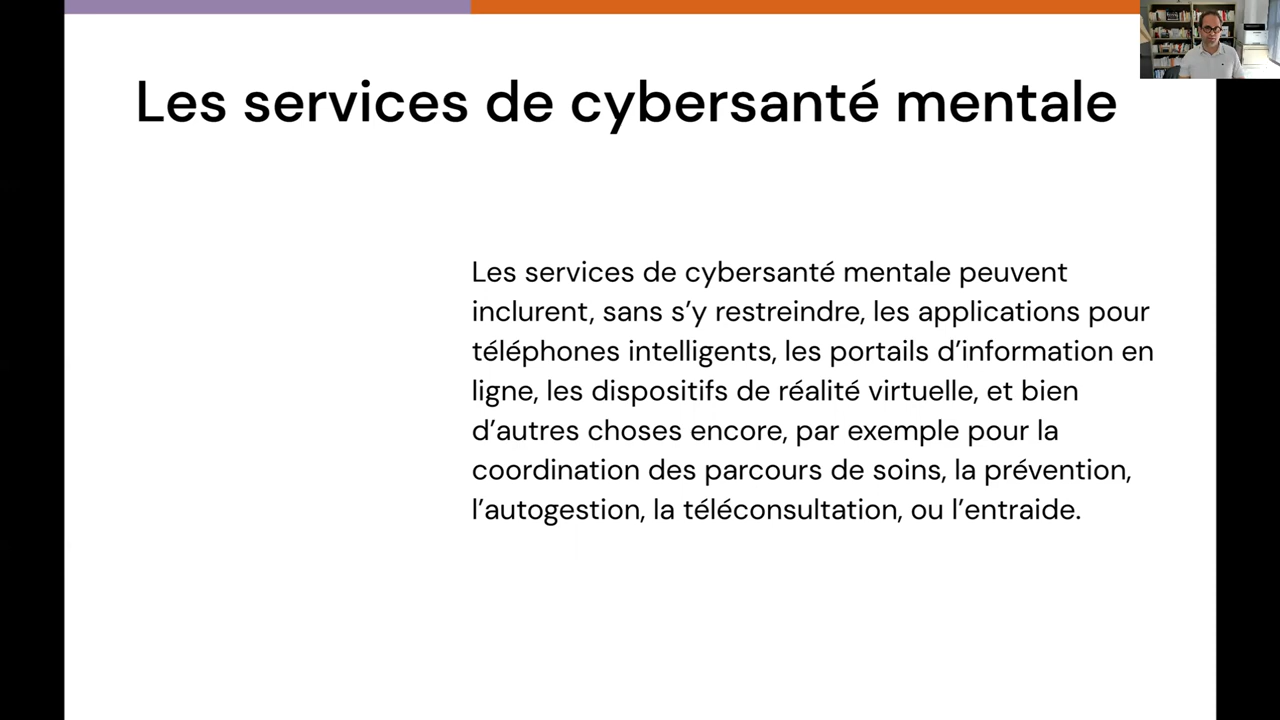 Les services de cybersanté mentale
Les services de cybersanté mentale peuvent
inclurent, sans s’y restreindre, les applications pour
téléphones intelligents, les portails d’information en
ligne, les dispositifs de réalité virtuelle, et bien
d’autres choses encore, par exemple pour la
coordination des parcours de soins, la prévention,
l’autogestion, la téléconsultation, ou l’entraide.